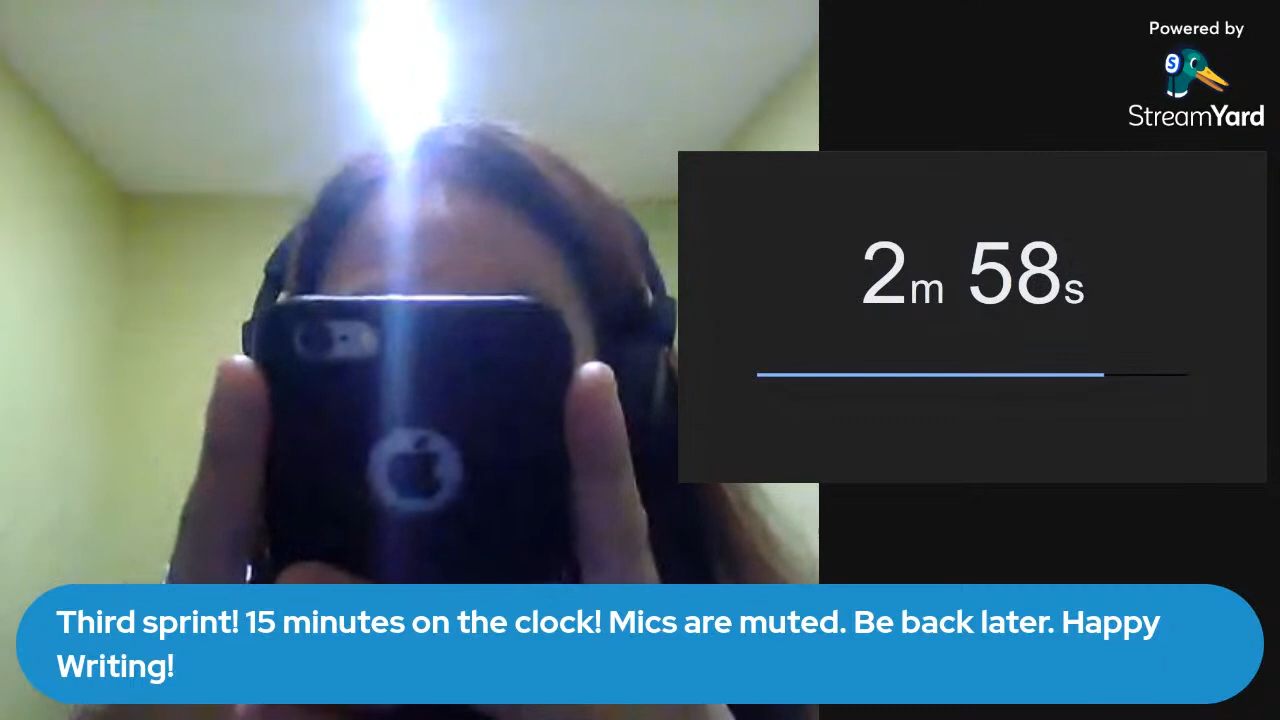 Powered by
S
StreamYard
2m 58s
Third sprint! 15 minutes on the clock! Mics are muted. Be back later. Happy
Writing!